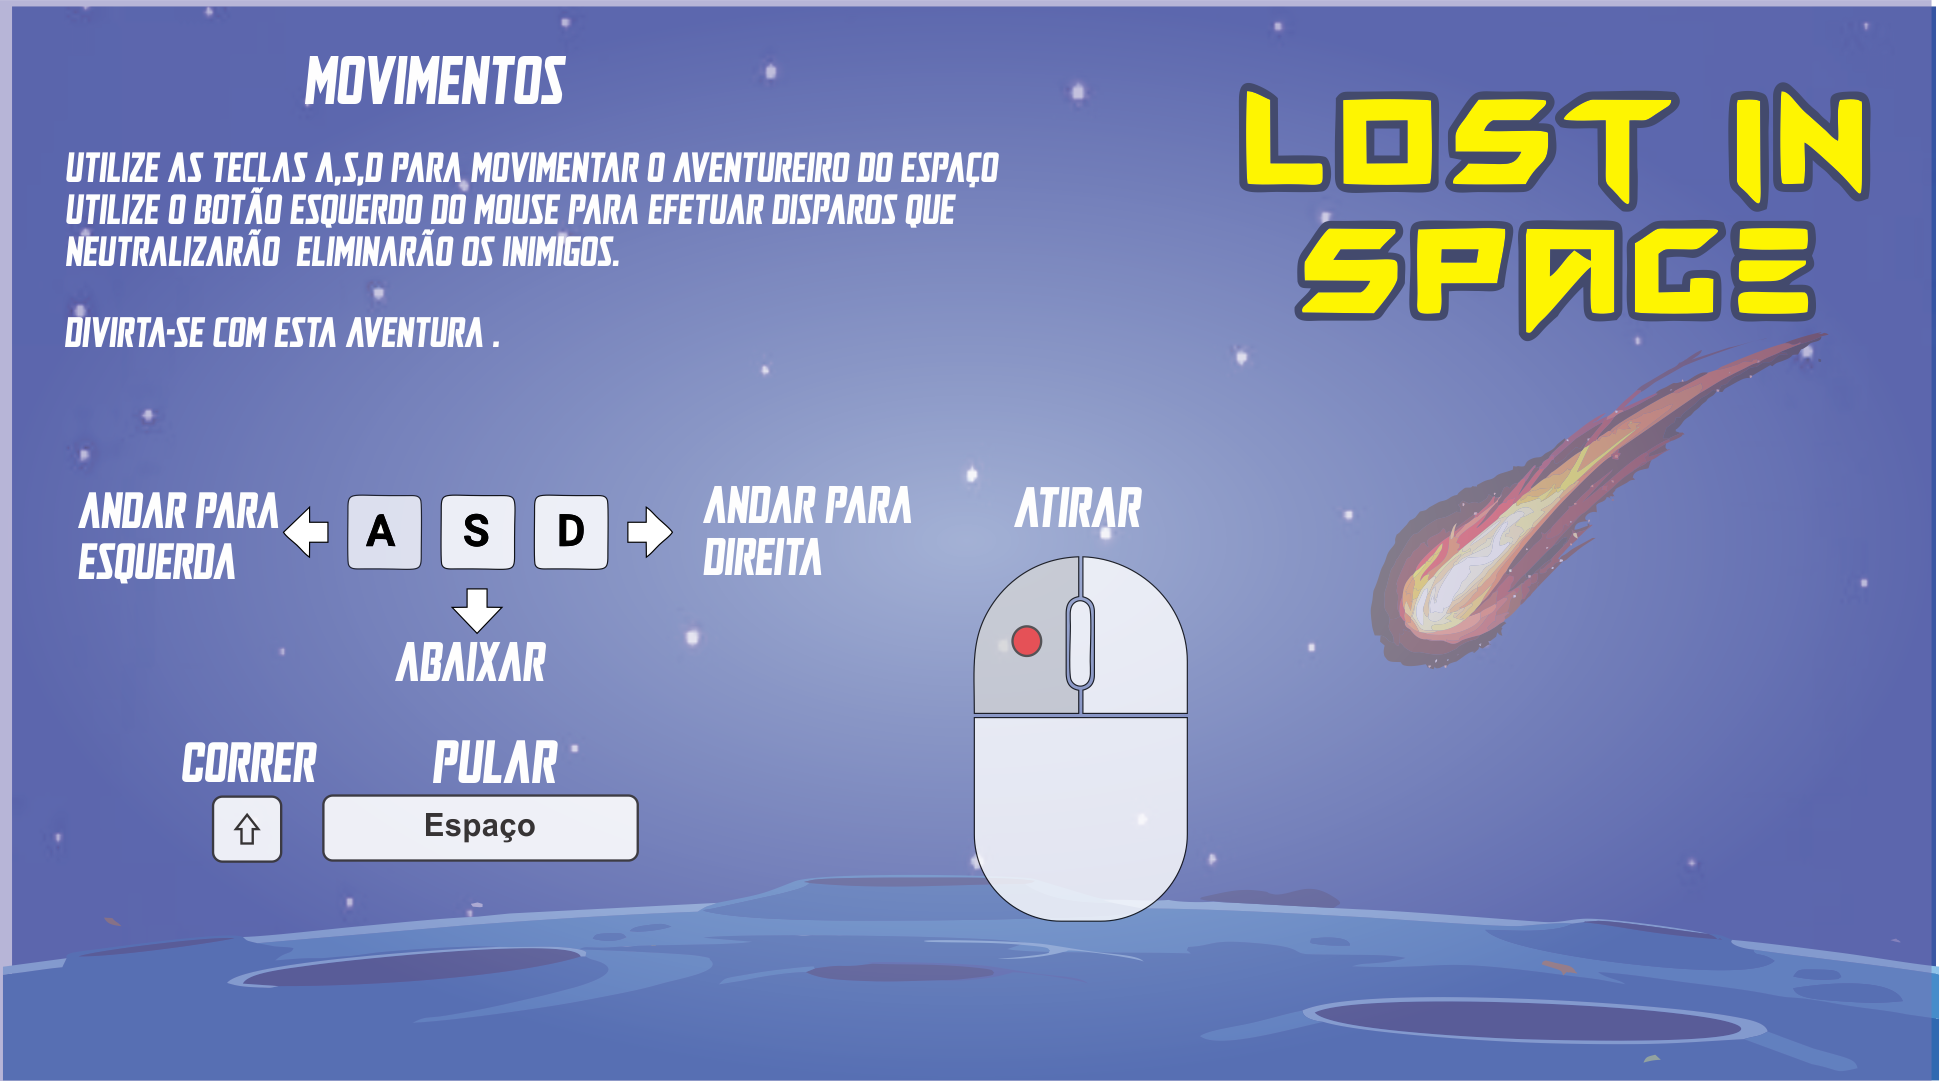 MOVIMENTOS
UTILIZE AS TECLAS A,S,D PARA MOVIMENTAR O AVENTUREIRO DO ESPAÇO
UTILIZE O BOTÃO ESQUERDO DO MOUSE PARA EFETUAR DISPAROS QUE
NEUTRALIZARÃO ELIMINARÃO OS INIMIGOS.
DIVIRTA-SE COM ESTA AVENTURA .
LOST IN
SPACE
ANDAR PARA
ESQUERDA
A S D
ANDAR PARA
DIREITA
ABAIXAR
ATIRAR
CORRER
PULAR
Espaço